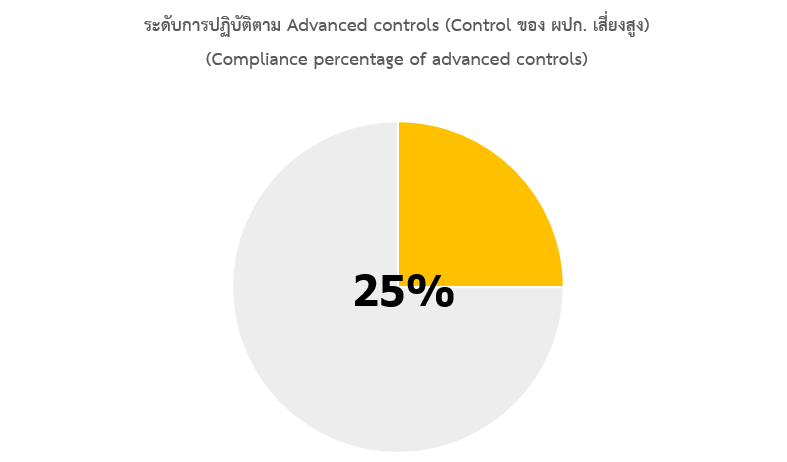 ระดับการปฏิบัติตาม Advanced controls (Control ของ ผปก. เสี่ยงสูง)
(Compliance percentage of advanced controls)
25%